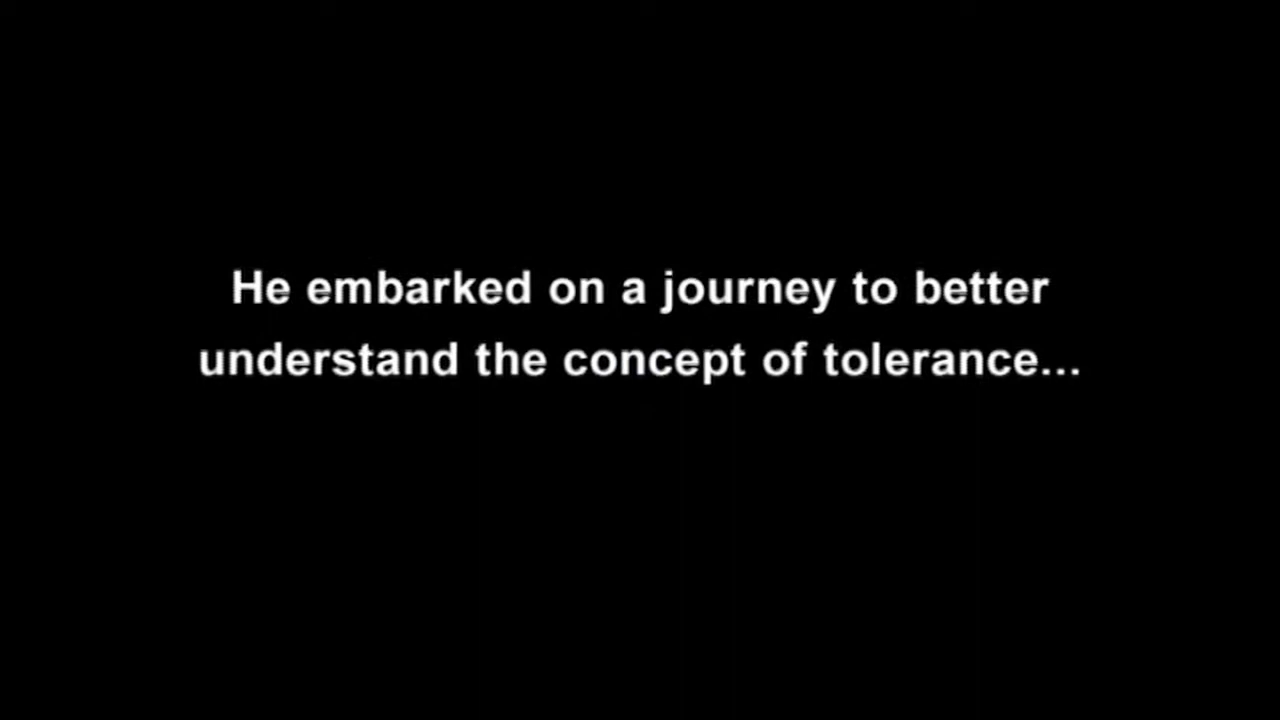 He embarked on a journey to better
understand the concept of tolerance...